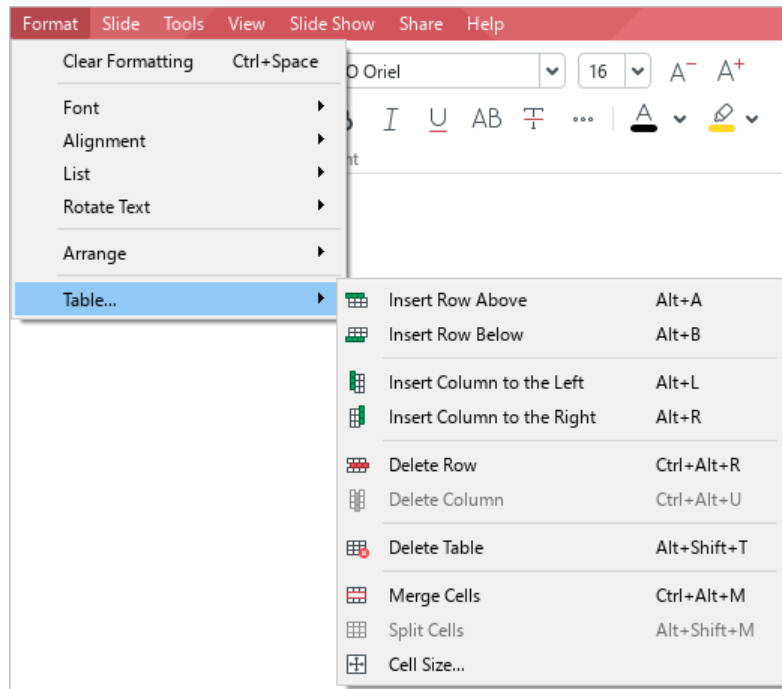 Format Slide Tools View Slide Show Share Help
Clear Formatting Ctrl+Space
O Oriel 16 A− A+
Font
I U AB T ... A
Alignment
List
Rotate Text
Arrange
Table...
Insert Row Above Alt+A
Insert Row Below Alt+B
Insert Column to the Left Alt+L
Insert Column to the Right Alt+R
Delete Row Ctrl+Alt+R
Delete Column Ctrl+Alt+U
Delete Table Alt+Shift+T
Merge Cells Ctrl+Alt+M
Split Cells Alt+Shift+M
Cell Size...